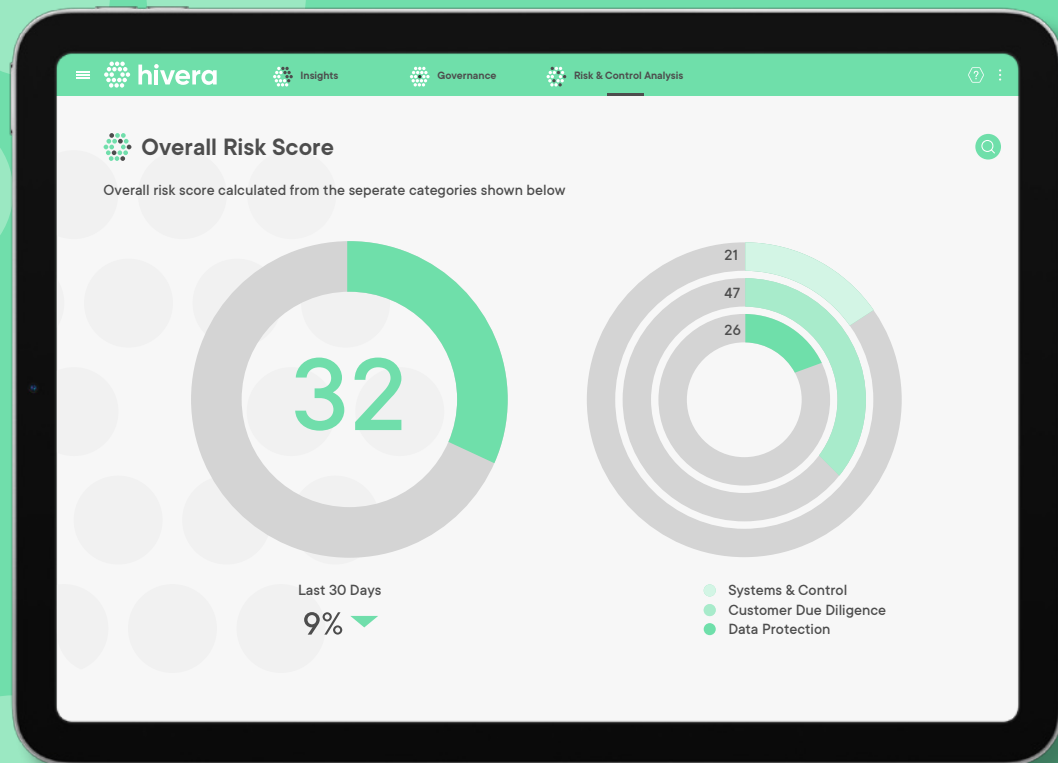 hivera
Insights
Governance
Risk & Control Analysis
?
Overall Risk Score
Overall risk score calculated from the seperate categories shown below
32
21
47
26
Last 30 Days
9%
Systems & Control
Customer Due Diligence
Data Protection